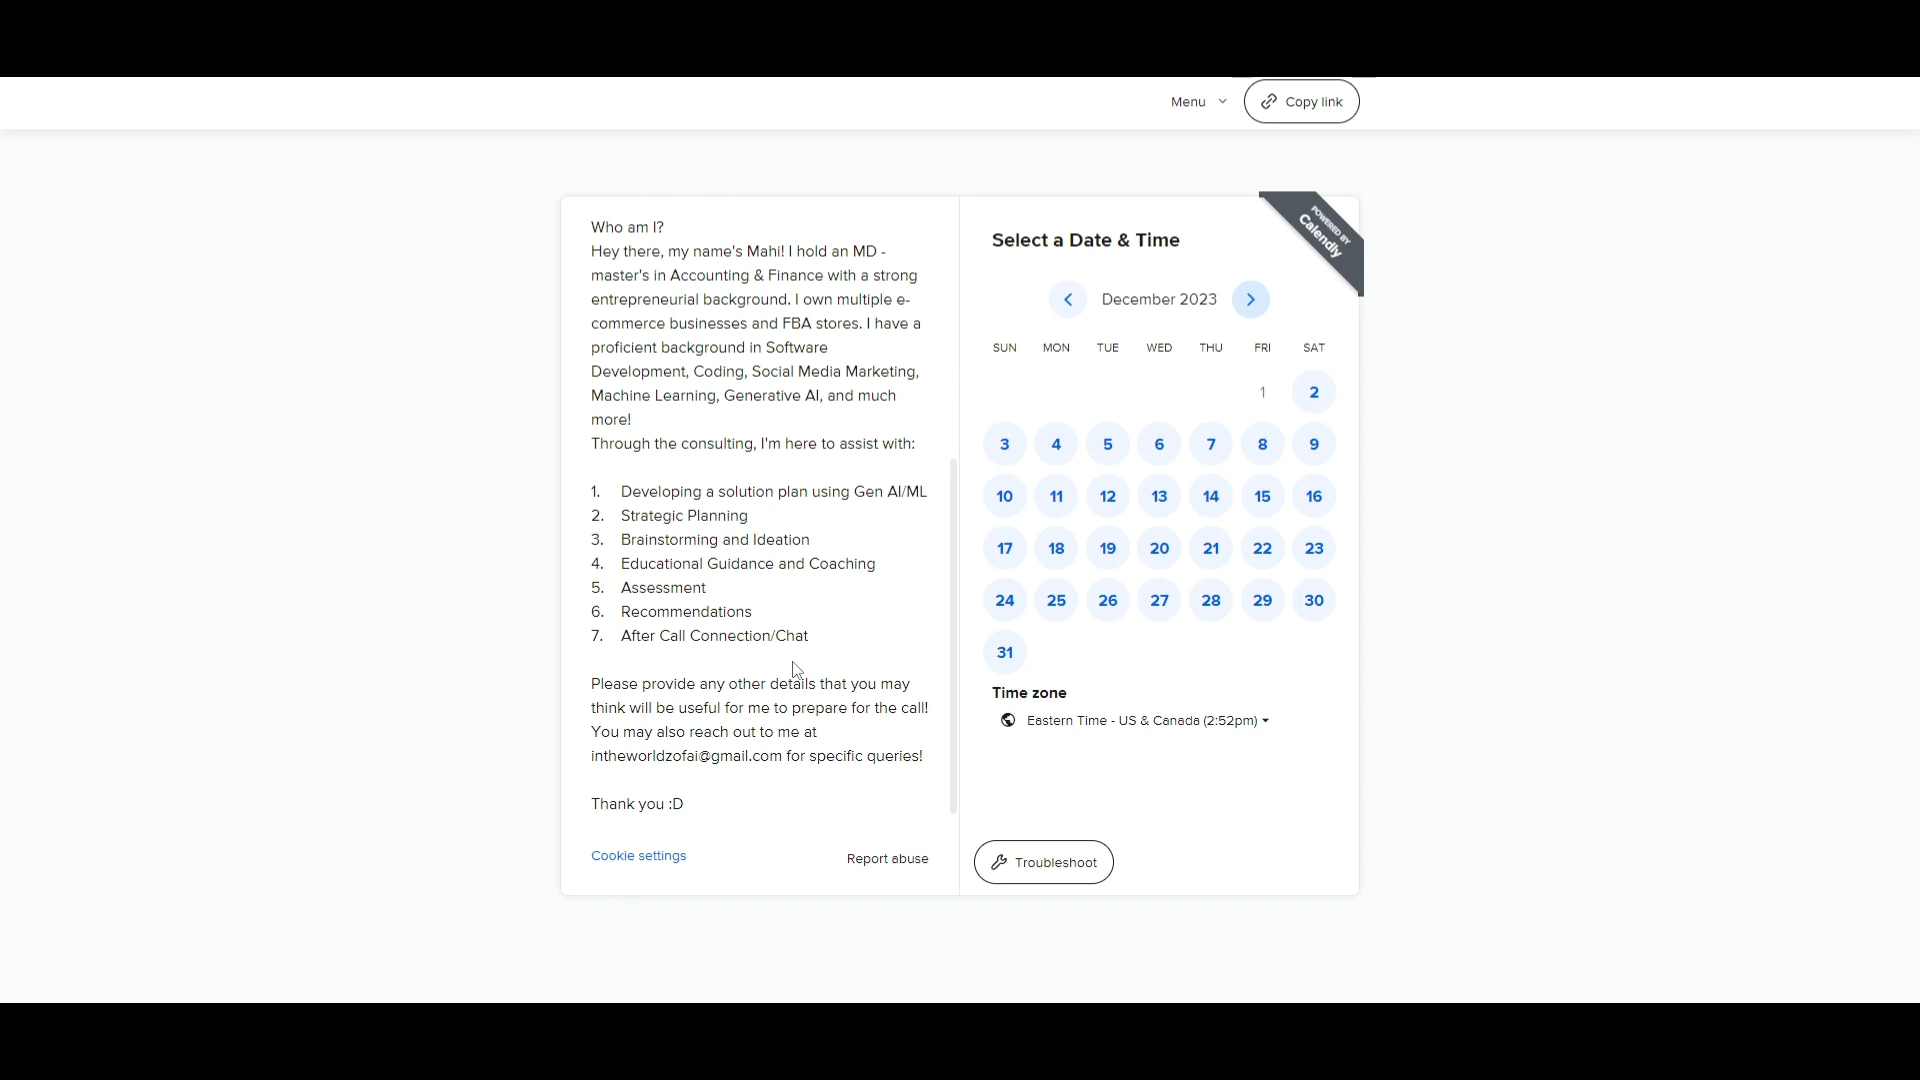 Menu
Copy link
Who am I?
Hey there, my name's Mahi! I hold an MD -
master's in Accounting & Finance with a strong
entrepreneurial background. I own multiple e-
commerce businesses and FBA stores. I have a
proficient background in Software
Development, Coding, Social Media Marketing,
Machine Learning, Generative AI, and much
more!
Through the consulting, I'm here to assist with:
1. Developing a solution plan using Gen AI/ML
2. Strategic Planning
3. Brainstorming and Ideation
4. Educational Guidance and Coaching
5. Assessment
6. Recommendations
7. After Call Connection/Chat
Please provide any other details that you may
think will be useful for me to prepare for the call!
You may also reach out to me at
intheworldzofai@gmail.com for specific queries!
Thank you :D
Cookie settings
Report abuse
POWERED BY
Calendly
Select a Date & Time
December 2023
SUN MON TUE WED THU FRI SAT
1 2
3 4 5 6 7 8 9
10 11 12 13 14 15 16
17 18 19 20 21 22 23
24 25 26 27 28 29 30
31
Time zone
Eastern Time - US & Canada (2:52pm)
Troubleshoot